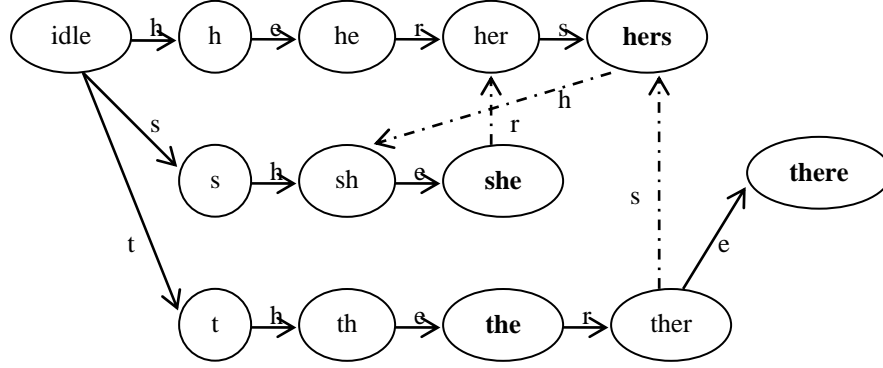 idle h h e he r her s hers
h
s r
s h sh e she there
t s e
t h th e the r ther